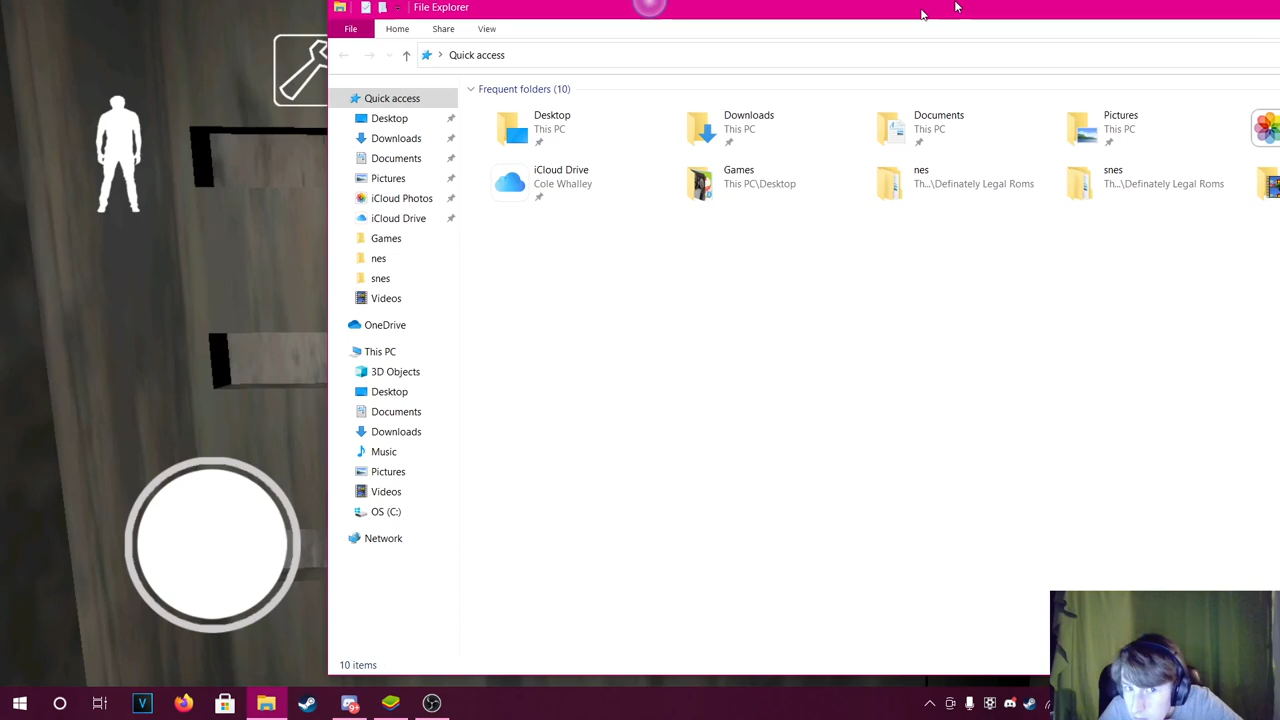 File Explorer
File Home Share View
Quick access
Frequent folders (10)
Quick access
Desktop
Downloads
Documents
Pictures
iCloud Photos
iCloud Drive
Games
nes
snes
Videos
OneDrive
This PC
3D Objects
Desktop
Documents
Downloads
Music
Pictures
Videos
OS (C:)
Network
Desktop
This PC
Downloads
This PC
Documents
This PC
Pictures
This PC
iCloud Drive
Cole Whalley
Games
This PC\Desktop
nes
Th...\Definately Legal Roms
snes
Th...\Definately Legal Roms
10 items
V
9+